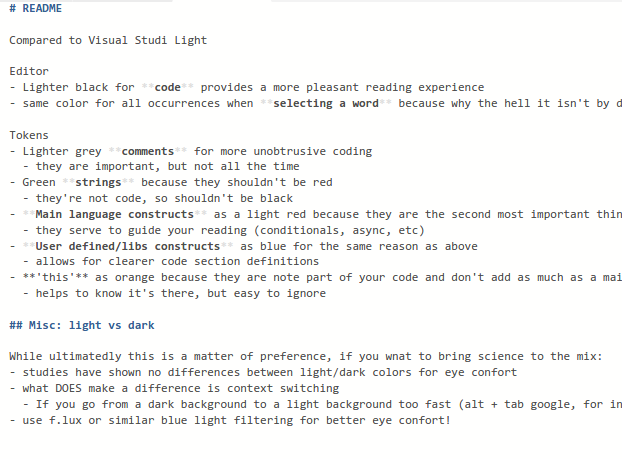 # README
Compared to Visual Studi Light
Editor
- Lighter black for **code** provides a more pleasant reading experience
- same color for all occurrences when **selecting a word** because why the hell it isn't by d
Tokens
- Lighter grey **comments** for more unobtrusive coding
- they are important, but not all the time
- Green **strings** because they shouldn't be red
- they're not code, so shouldn't be black
- **Main language constructs** as a light red because they are the second most important thin
- they serve to guide your reading (conditionals, async, etc)
- **User defined/libs constructs** as blue for the same reason as above
- allows for clearer code section definitions
- **'this'** as orange because they are note part of your code and don't add as much as a mai
- helps to know it's there, but easy to ignore
## Misc: light vs dark
While ultimatedly this is a matter of preference, if you wnat to bring science to the mix:
- studies have shown no differences between light/dark colors for eye confort
- what DOES make a difference is context switching
- If you go from a dark background to a light background too fast (alt + tab google, for in
- use f.lux or similar blue light filtering for better eye confort!